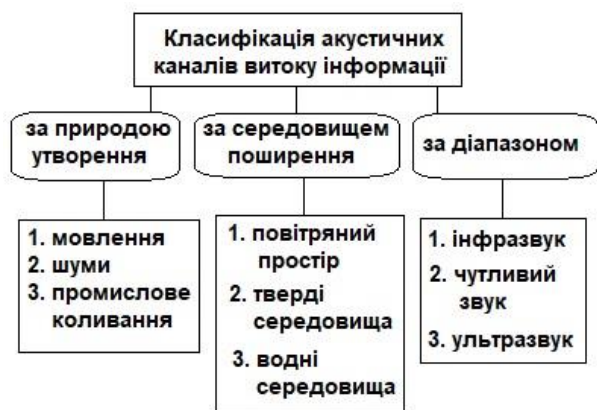 Класифікація акустичних
каналів витоку інформації
за природою
утворення
за середовищем
поширення
за діапазоном
1. мовлення
2. шуми
3. промислове
коливання
1. повітряний
простір
2. тверді
середовища
3. водні
середовища
1. інфразвук
2. чутливий
звук
3. ультразвук